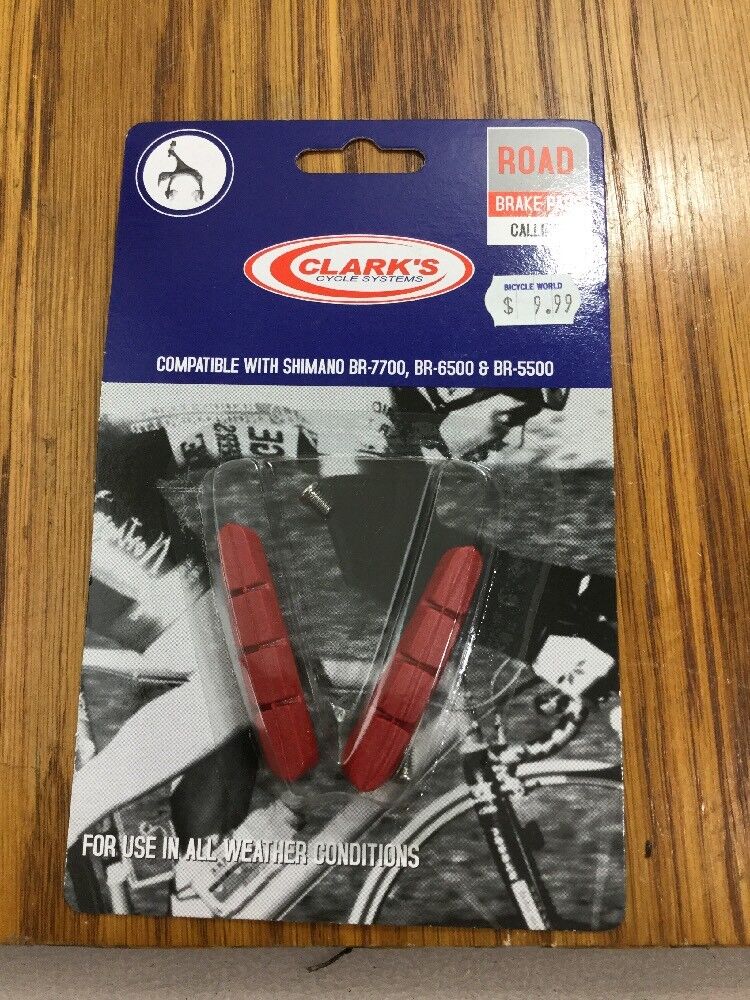 ROAD
BRAKE
CLARK'S
CYCLE SYSTEMS
BICYCLE WORLD
$ 9.99
COMPATIBLE WITH SHIMANO BR-7700, BR-6500 & BR-5500
FOR USE IN ALL WEATHER CONDITIONS